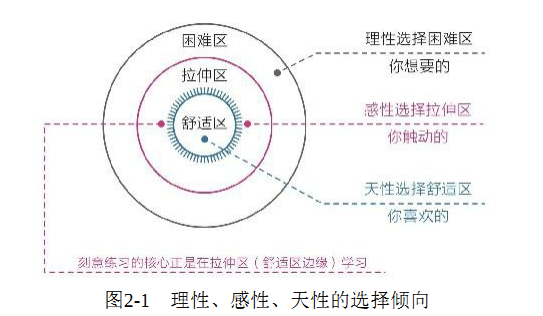 困难区
拉伸区
舒适区
理性选择困难区
你想要的
感性选择拉伸区
你触动的
天性选择舒适区
你喜欢的
刻意练习的核心正是在拉伸区（舒适区边缘）学习
图2-1 理性、感性、天性的选择倾向